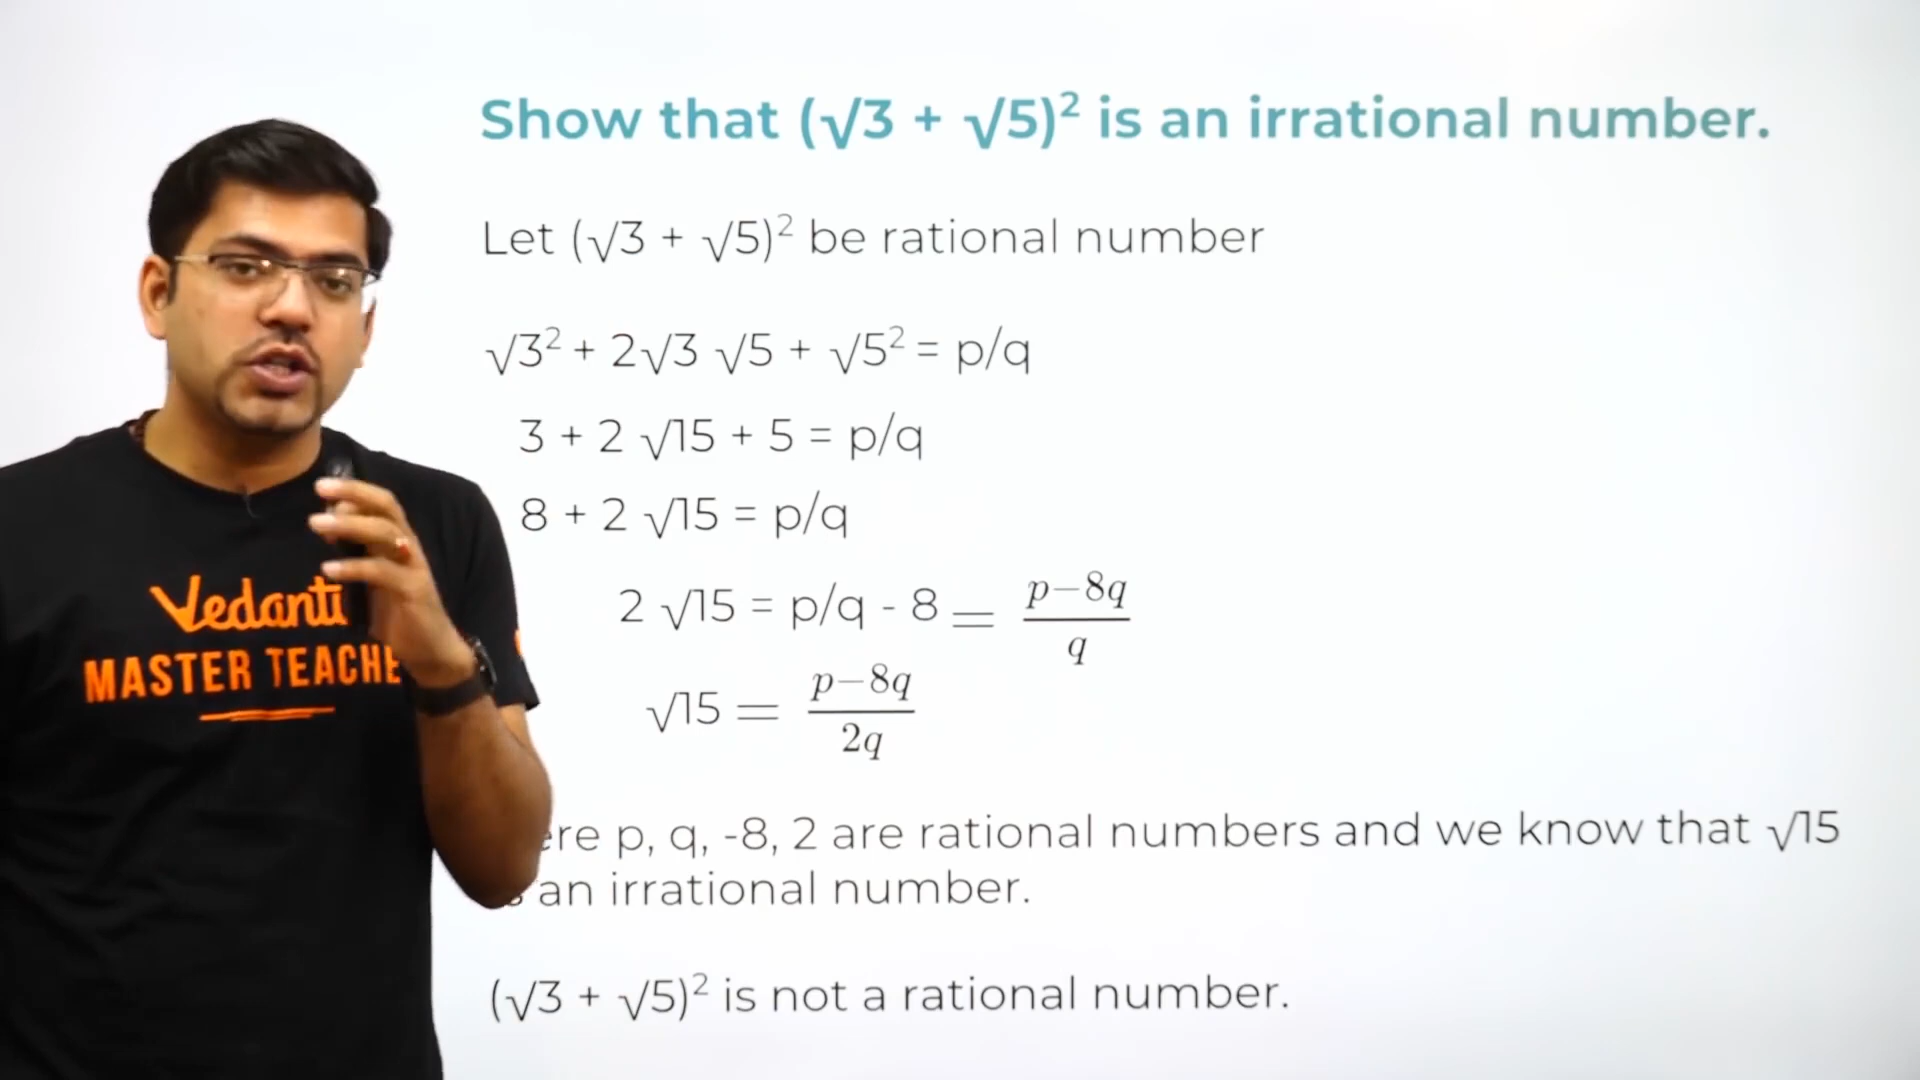 Show that (√3 + √5)² is an irrational number.
Let (√3 + √5)² be rational number
√3² + 2√3 √5 + √5² = p/q
3 + 2 √15 + 5 = p/q
8 + 2 √15 = p/q
2 √15 = p/q - 8 = p−8q / q
√15 = p−8q / 2q
p, q, -8, 2 are rational numbers and we know that √15
an irrational number.
(√3 + √5)² is not a rational number.
Vedant
MASTER TEACHE